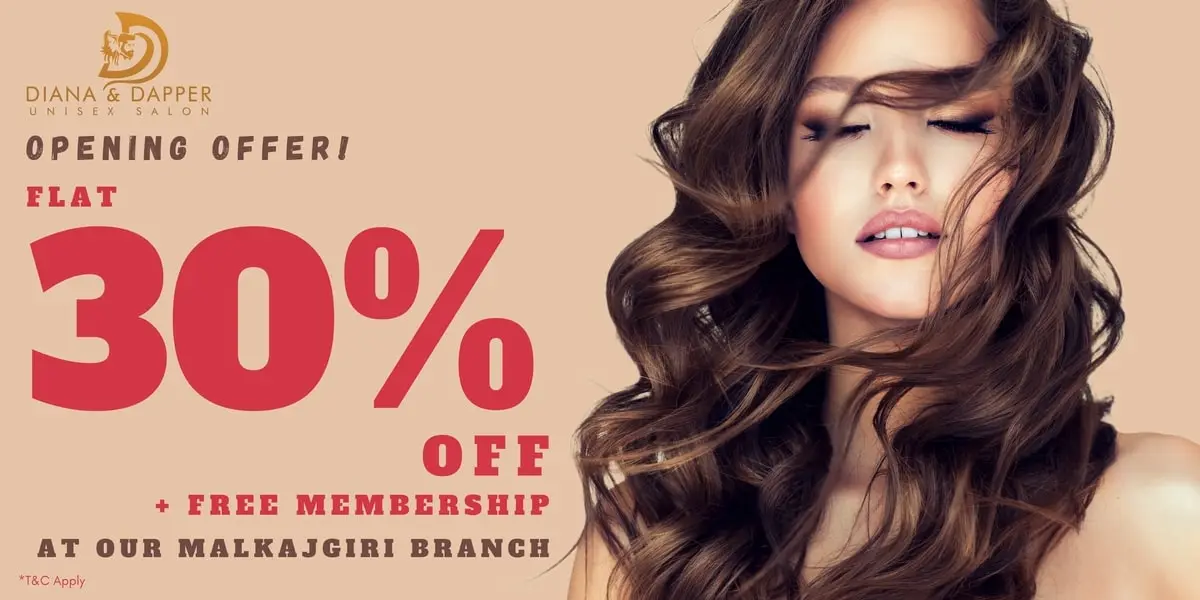 DIANA & DAPPER
UNISEX SALON
OPENING OFFER!
FLAT
30%
OFF
+ FREE MEMBERSHIP
AT OUR MALKAJGIRI BRANCH
*T&C Apply